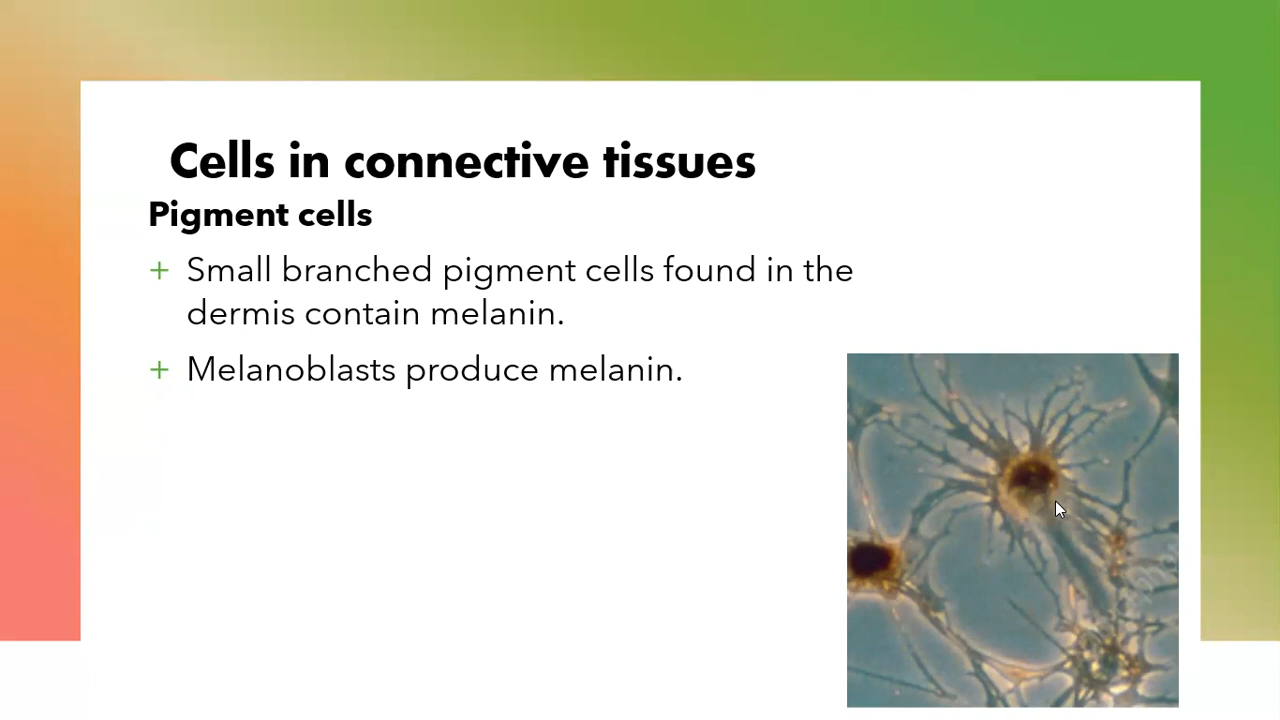 Cells in connective tissues
Pigment cells
+ Small branched pigment cells found in the
dermis contain melanin.
+ Melanoblasts produce melanin.